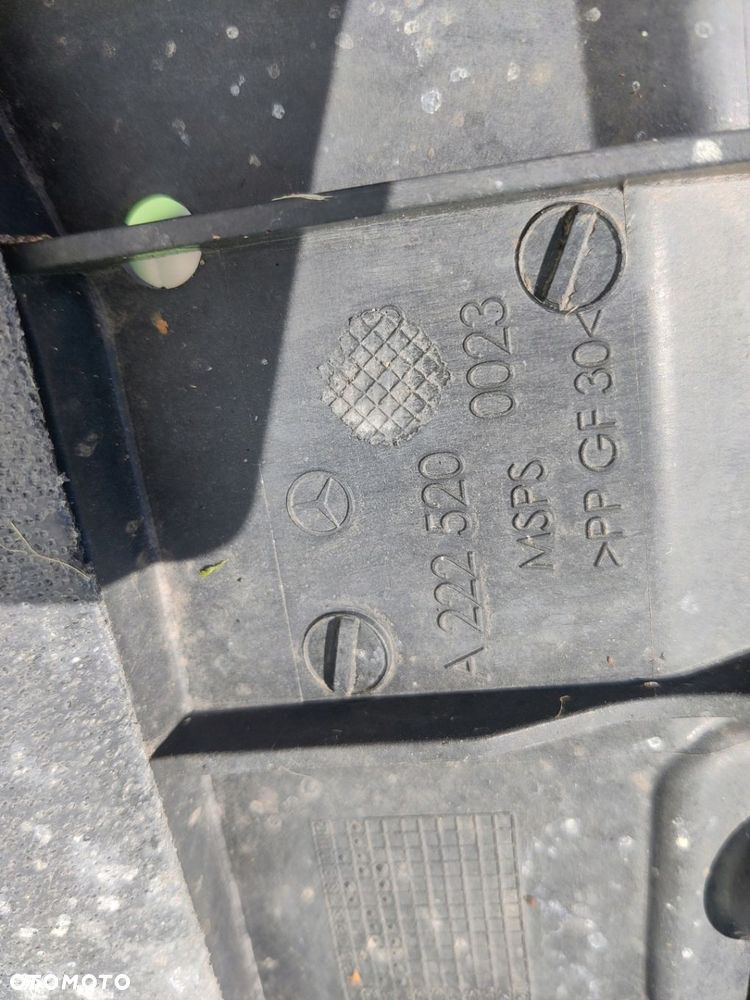 A 222 520
0023
MSPS
>PP GF 30<
OTOMOTO